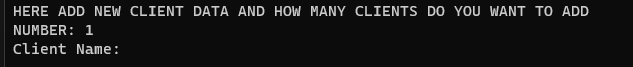 HERE ADD NEW CLIENT DATA AND HOW MANY CLIENTS DO YOU WANT TO ADD
NUMBER: 1
Client Name: